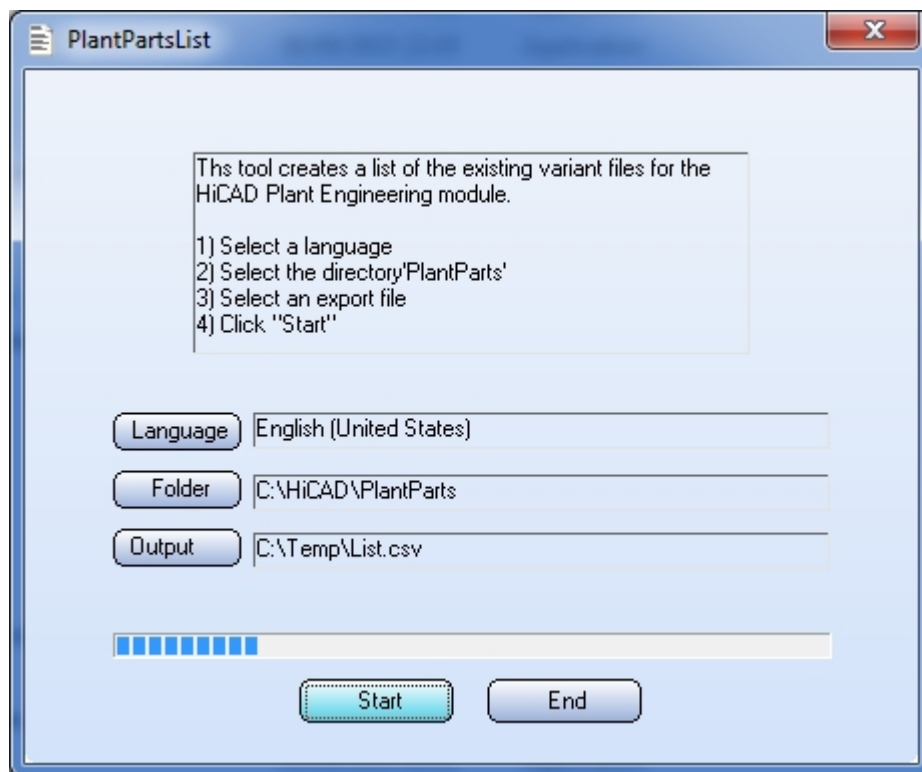 PlantPartsList
Ths tool creates a list of the existing variant files for the
HiCAD Plant Engineering module.
1) Select a language
2) Select the directory'PlantParts'
3) Select an export file
4) Click "Start"
Language English (United States)
Folder C:\HiCAD\PlantParts
Output C:\Temp\List.csv
Start End